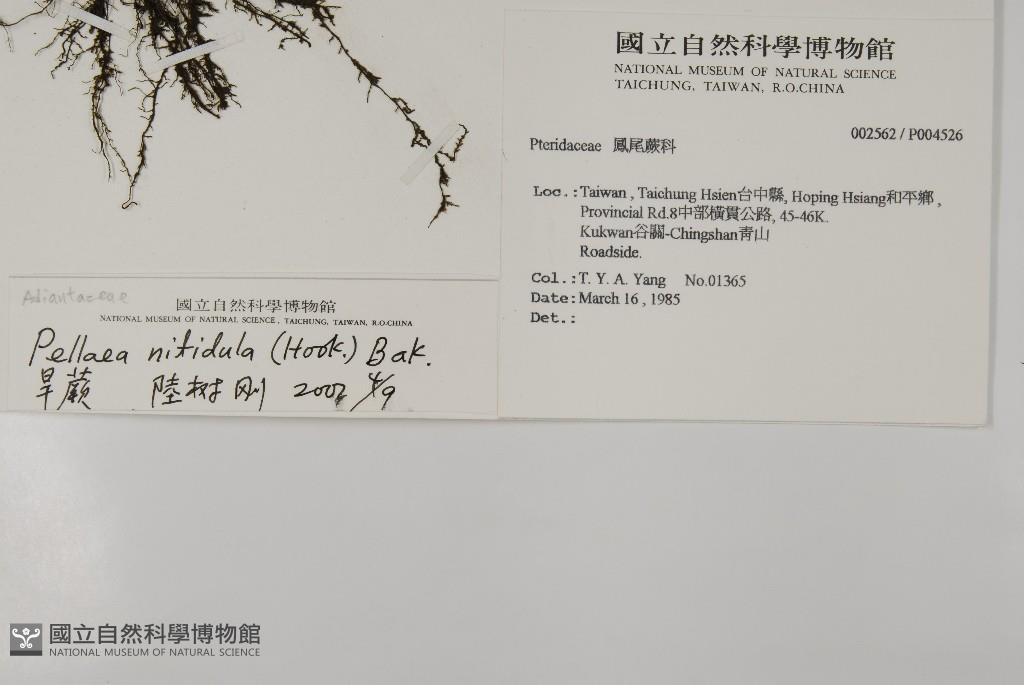 國立自然科學博物館
NATIONAL MUSEUM OF NATURAL SCIENCE
TAICHUNG, TAIWAN, R.O.CHINA
002562 / P004526
Pteridaceae 鳳尾蕨科
Loc.: Taiwan , Taichung Hsien台中縣, Hoping Hsiang和平鄉 ,
Provincial Rd.8中部橫貫公路, 45-46K.
Kukwan谷關-Chingshan青山
Roadside.
Col.: T. Y. A. Yang No.01365
Date: March 16 , 1985
Det.:
Adiantaceae
國立自然科學博物館
NATIONAL MUSEUM OF NATURAL SCIENCE , TAICHUNG, TAIWAN, R.O.CHINA
Pellaea nitidula (Hook.) Bak.
旱蕨 陸树刚 2002 4/9
國立自然科學博物館
NATIONAL MUSEUM OF NATURAL SCIENCE